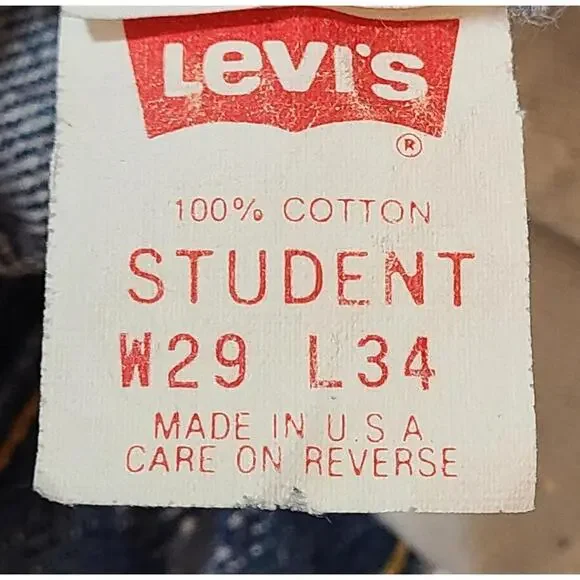 Levi's
®
100% COTTON
STUDENT
W29 L34
MADE IN U.S.A.
CARE ON REVERSE